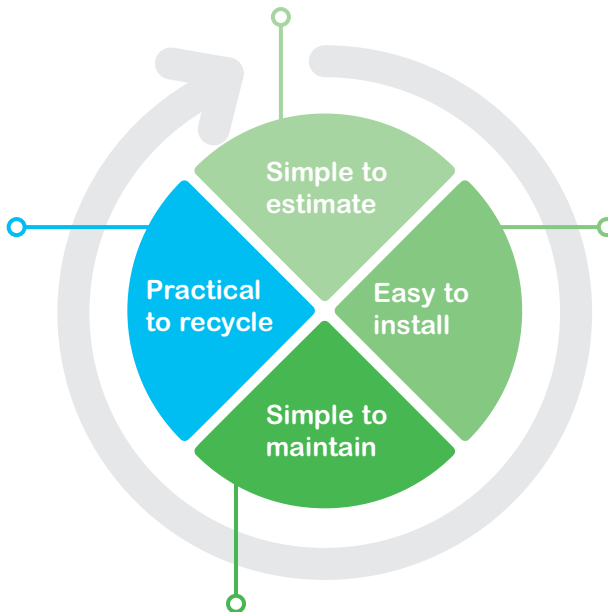 Simple to
estimate
Easy to
install
Simple to
maintain
Practical
to recycle